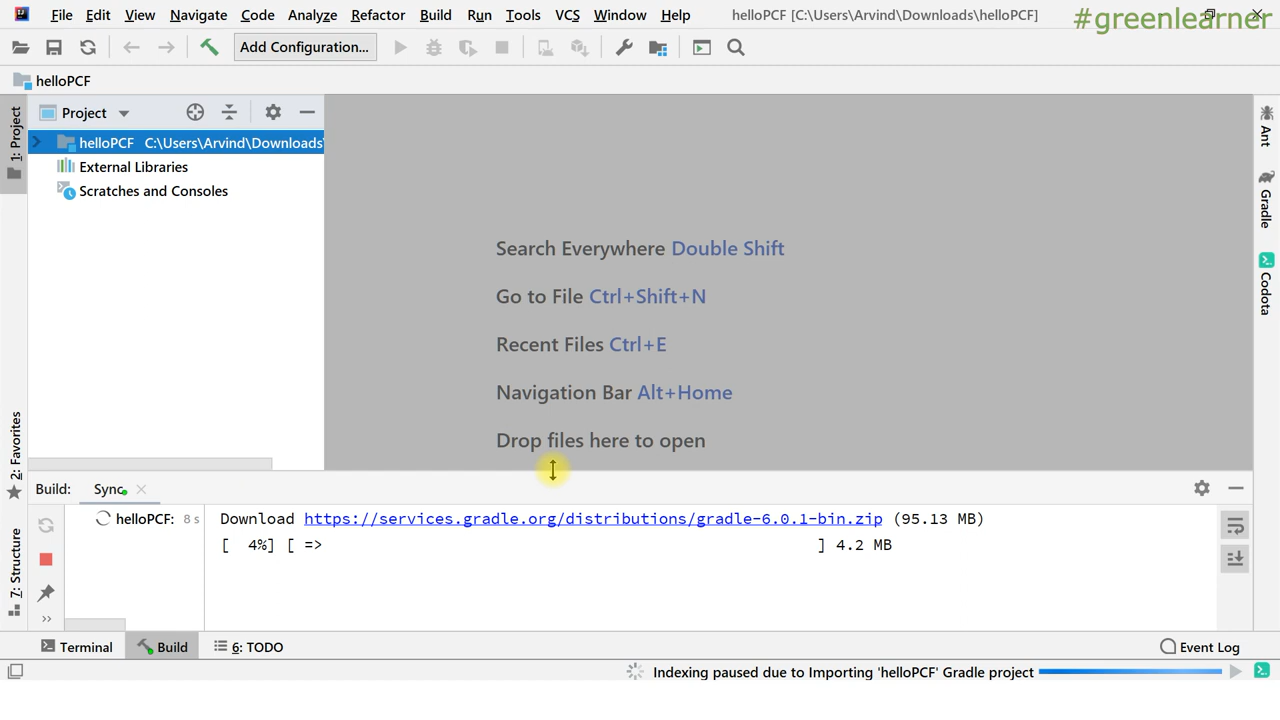 File Edit View Navigate Code Analyze Refactor Build Run Tools VCS Window Help helloPCF [C:\Users\Arvind\Downloads\helloPCF]
#greenlearner
Add Configuration...
helloPCF
1: Project
Project
helloPCF C:\Users\Arvind\Downloads\
External Libraries
Scratches and Consoles
Ant
Gradle
Codota
Search Everywhere Double Shift
Go to File Ctrl+Shift+N
Recent Files Ctrl+E
Navigation Bar Alt+Home
Drop files here to open
2: Favorites
7: Structure
Build: Sync
helloPCF: 8 s
Download https://services.gradle.org/distributions/gradle-6.0.1-bin.zip (95.13 MB)
[ 4%] [ => ] 4.2 MB
Terminal Build 6: TODO Event Log
Indexing paused due to Importing 'helloPCF' Gradle project